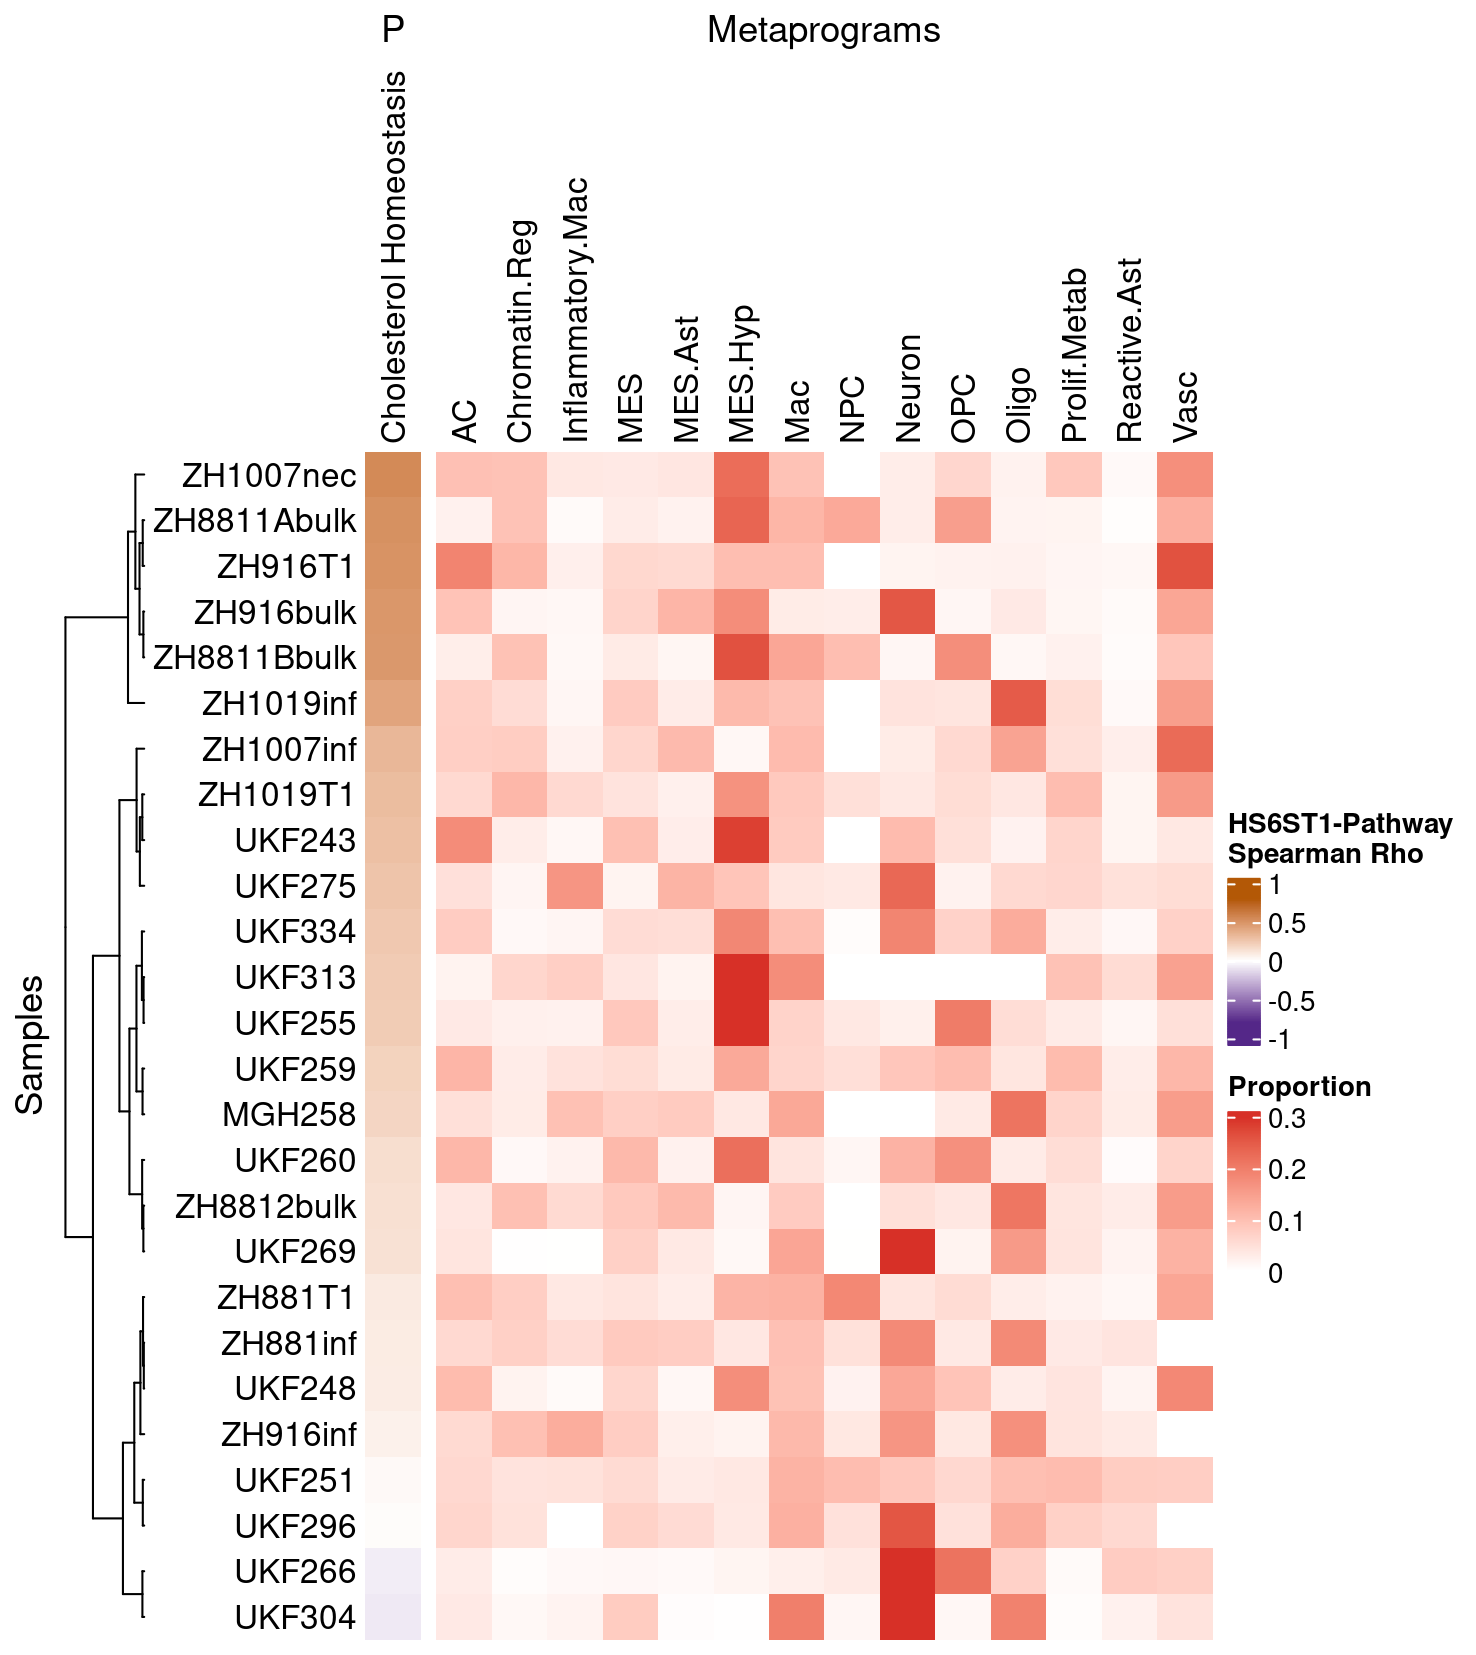 P
Metaprograms
Cholesterol Homeostasis
AC
Chromatin.Reg
Inflammatory.Mac
MES
MES.Ast
MES.Hyp
Mac
NPC
Neuron
OPC
Oligo
Prolif.Metab
Reactive.Ast
Vasc
Samples
ZH1007nec
ZH8811Abulk
ZH916T1
ZH916bulk
ZH8811Bbulk
ZH1019inf
ZH1007inf
ZH1019T1
UKF243
UKF275
UKF334
UKF313
UKF255
UKF259
MGH258
UKF260
ZH8812bulk
UKF269
ZH881T1
ZH881inf
UKF248
ZH916inf
UKF251
UKF296
UKF266
UKF304
HS6ST1-Pathway
Spearman Rho
1
0.5
0
-0.5
-1
Proportion
0.3
0.2
0.1
0